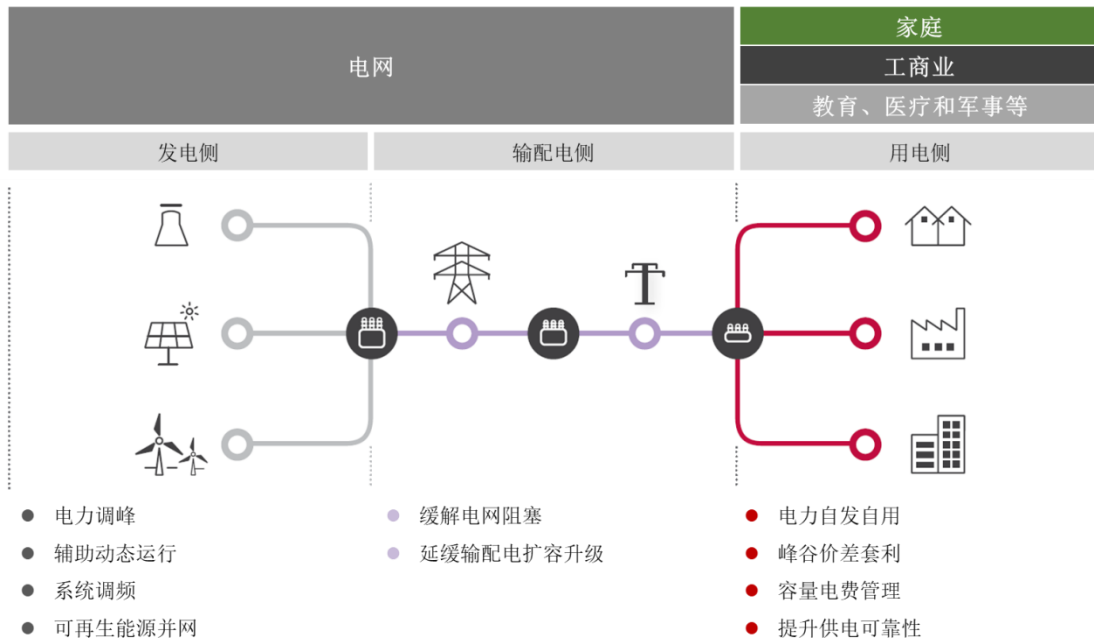 电网
家庭
工商业
教育、医疗和军事等
发电侧
输配电侧
用电侧
电力调峰
辅助动态运行
系统调频
可再生能源并网
缓解电网阻塞
延缓输配电扩容升级
电力自发自用
峰谷价差套利
容量电费管理
提升供电可靠性